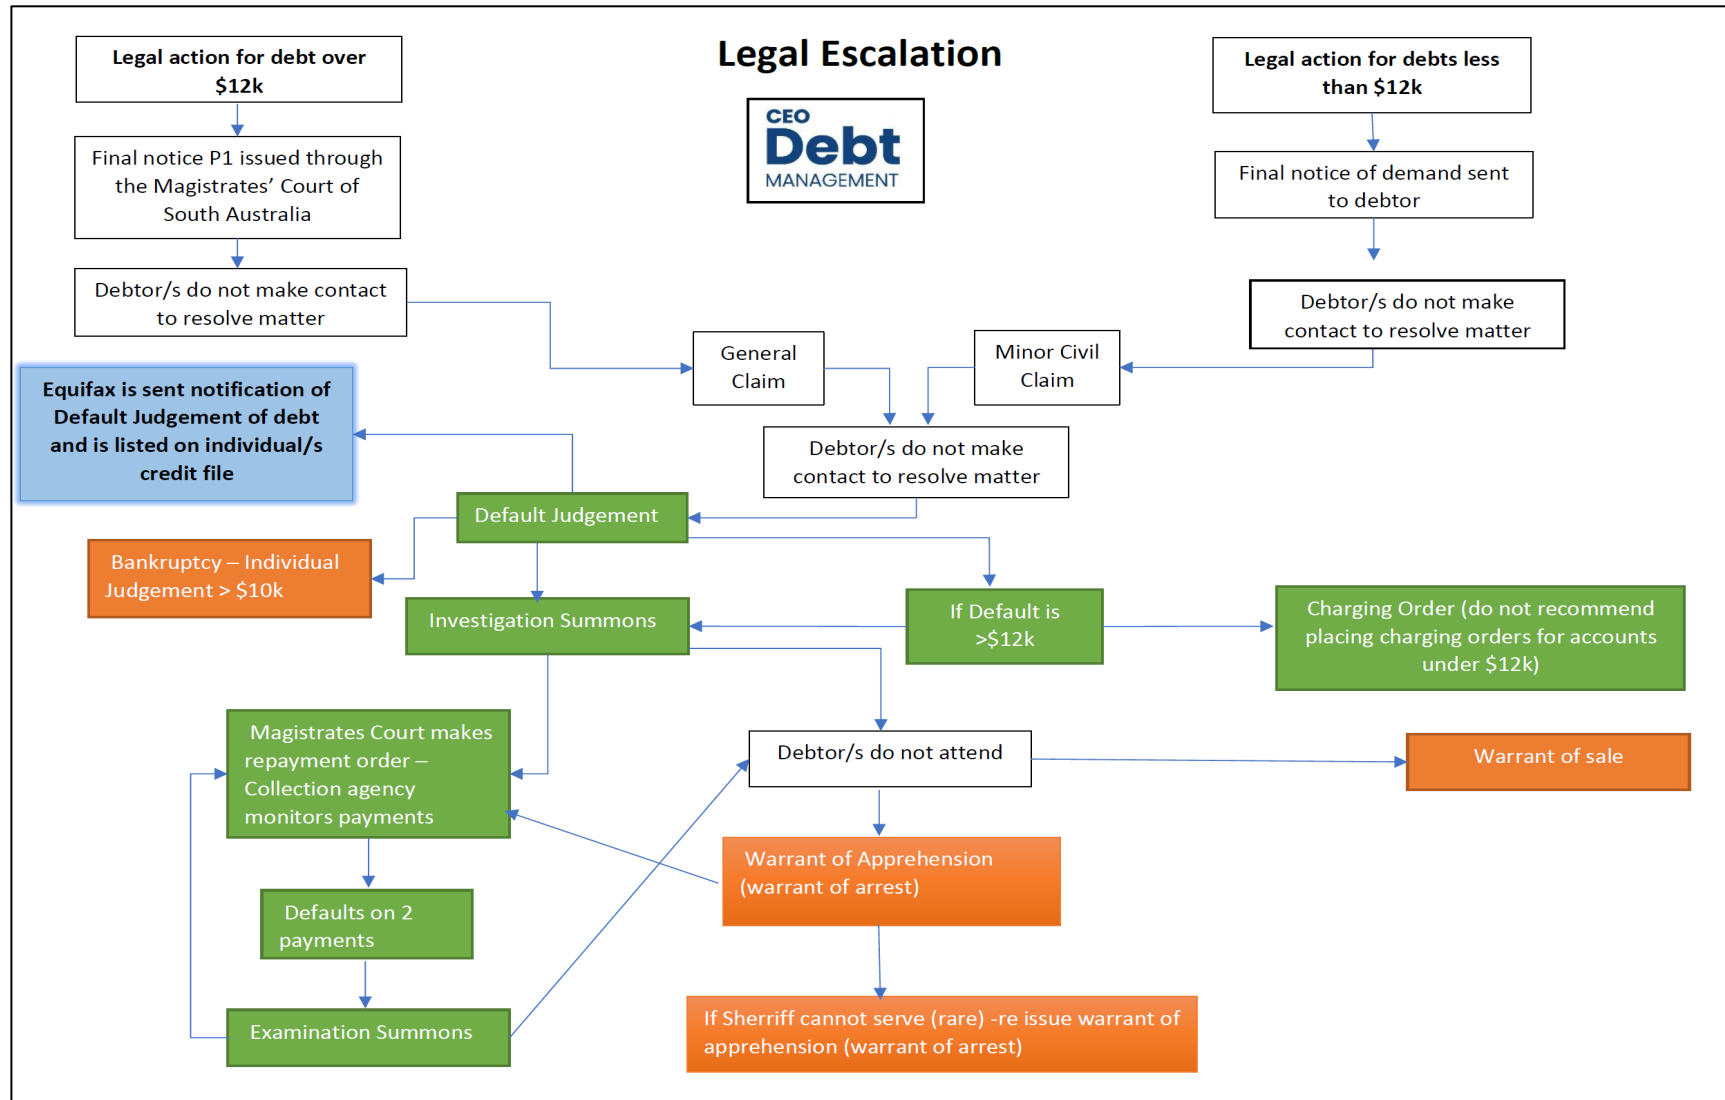 Legal Escalation
CEO
Debt
MANAGEMENT
Legal action for debt over
$12k
Final notice P1 issued through
the Magistrates’ Court of
South Australia
Debtor/s do not make contact
to resolve matter
Legal action for debts less
than $12k
Final notice of demand sent
to debtor
Debtor/s do not make
contact to resolve matter
General
Claim
Minor Civil
Claim
Debtor/s do not make
contact to resolve matter
Equifax is sent notification of
Default Judgement of debt
and is listed on individual/s
credit file
Default Judgement
Bankruptcy – Individual
Judgement > $10k
Investigation Summons
If Default is
>$12k
Charging Order (do not recommend
placing charging orders for accounts
under $12k)
Magistrates Court makes
repayment order –
Collection agency
monitors payments
Debtor/s do not attend
Warrant of sale
Warrant of Apprehension
(warrant of arrest)
Defaults on 2
payments
Examination Summons
If Sherriff cannot serve (rare) -re issue warrant of
apprehension (warrant of arrest)